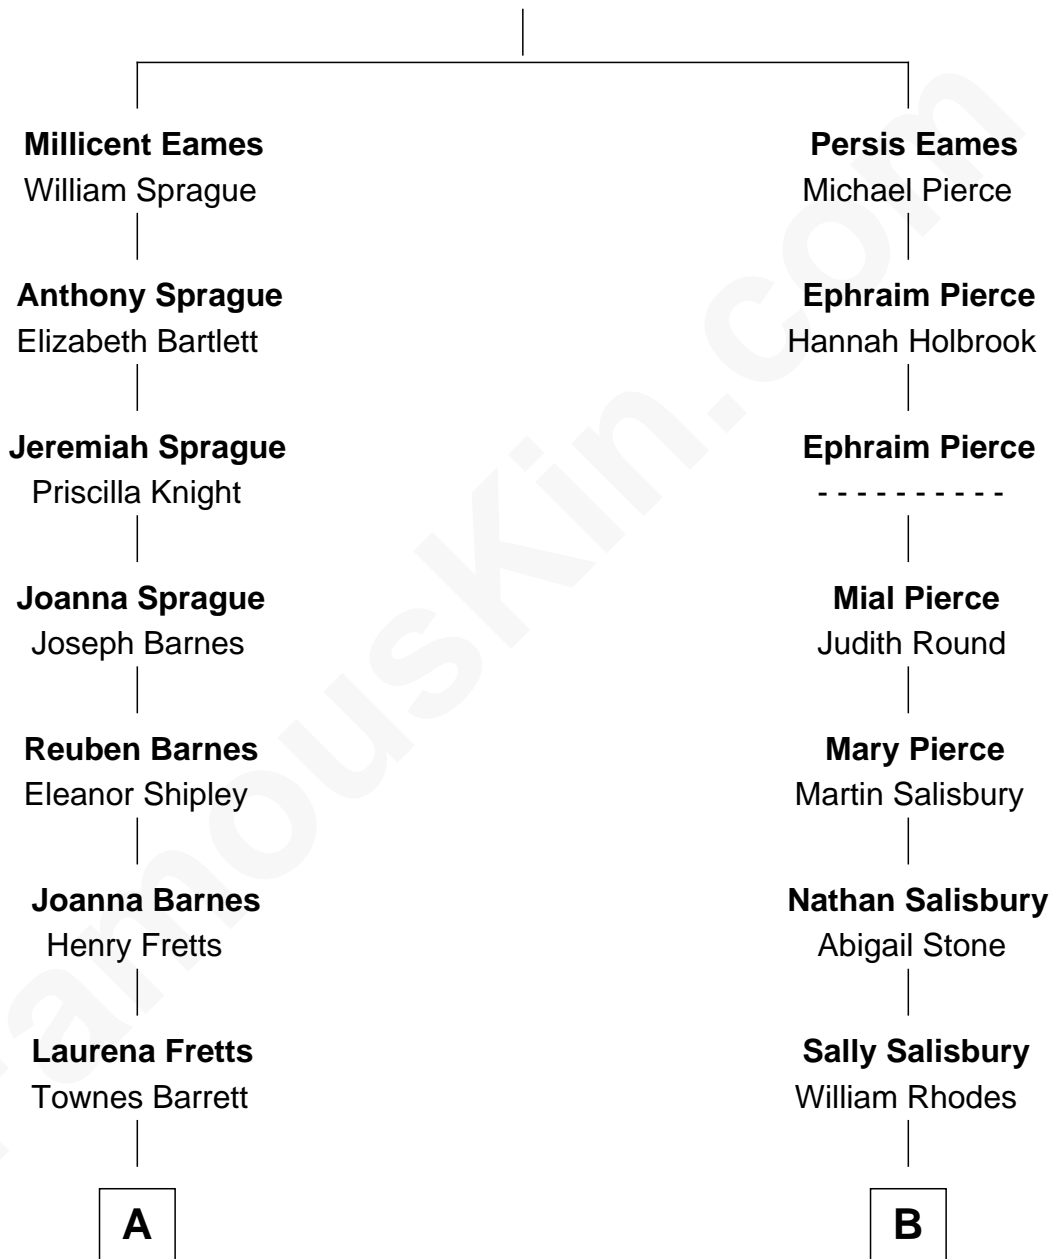 Millicent Eames
William Sprague
Anthony Sprague
Elizabeth Bartlett
Jeremiah Sprague
Priscilla Knight
Joanna Sprague
Joseph Barnes
Reuben Barnes
Eleanor Shipley
Joanna Barnes
Henry Fretts
Laurena Fretts
Townes Barrett
A
Persis Eames
Michael Pierce
Ephraim Pierce
Hannah Holbrook
Ephraim Pierce
- - - - - - - - - -
Mial Pierce
Judith Round
Mary Pierce
Martin Salisbury
Nathan Salisbury
Abigail Stone
Sally Salisbury
William Rhodes
B
FamousKin.com